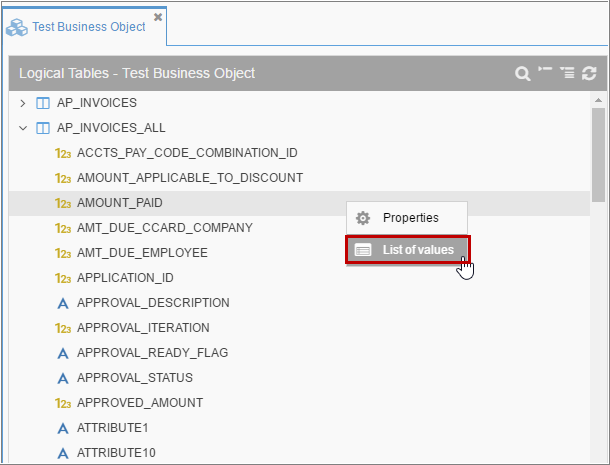 Test Business Object
Logical Tables - Test Business Object
AP_INVOICES
AP_INVOICES_ALL
123 ACCTS_PAY_CODE_COMBINATION_ID
123 AMOUNT_APPLICABLE_TO_DISCOUNT
123 AMOUNT_PAID
Properties
123 AMT_DUE_CCARD_COMPANY
List of values
123 AMT_DUE_EMPLOYEE
123 APPLICATION_ID
A APPROVAL_DESCRIPTION
123 APPROVAL_ITERATION
A APPROVAL_READY_FLAG
A APPROVAL_STATUS
123 APPROVED_AMOUNT
A ATTRIBUTE1
A ATTRIBUTE10